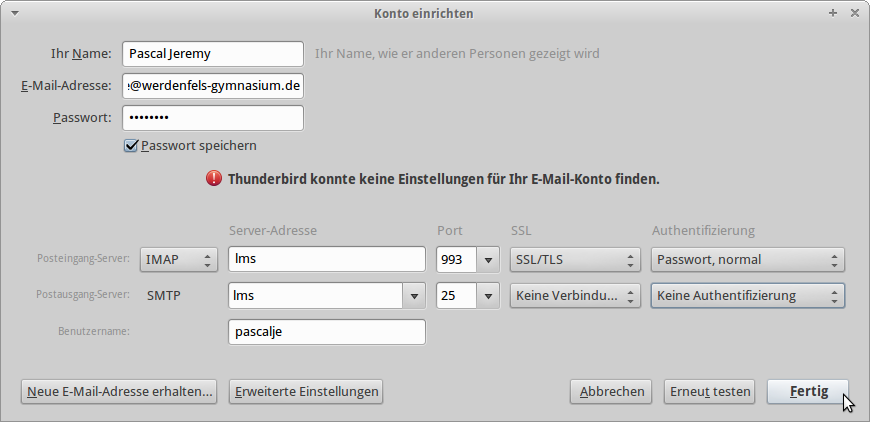 Konto einrichten
Ihr Name: Pascal Jeremy Ihr Name, wie er anderen Personen gezeigt wird
E-Mail-Adresse: @werdenfels-gymnasium.de
Passwort: ••••••••
Passwort speichern
Thunderbird konnte keine Einstellungen für Ihr E-Mail-Konto finden.
Server-Adresse Port SSL Authentifizierung
Posteingang-Server: IMAP lms 993 SSL/TLS Passwort, normal
Postausgang-Server: SMTP lms 25 Keine Verbindu... Keine Authentifizierung
Benutzername: pascalje
Neue E-Mail-Adresse erhalten... Erweiterte Einstellungen Abbrechen Erneut testen Fertig